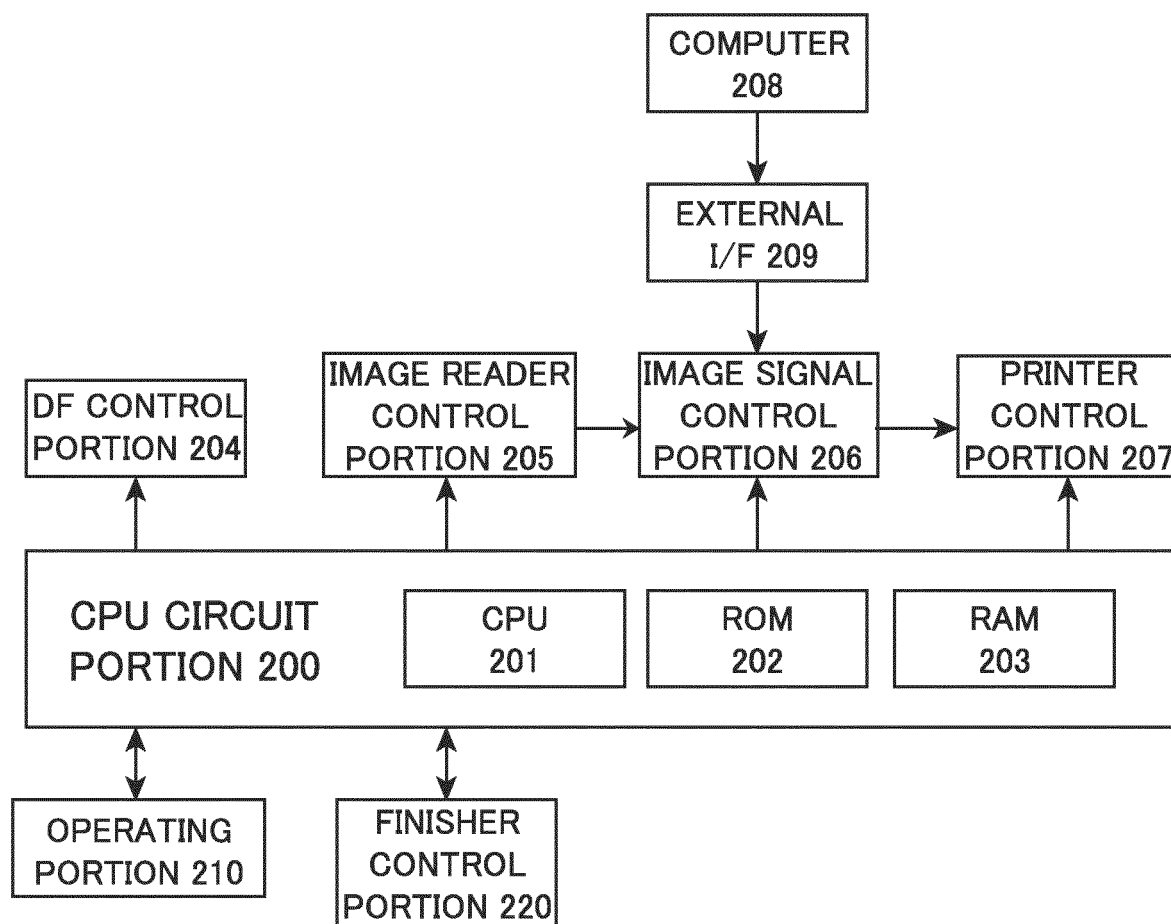 COMPUTER
208
EXTERNAL
I/F 209
DF CONTROL
PORTION 204
IMAGE READER
CONTROL
PORTION 205
IMAGE SIGNAL
CONTROL
PORTION 206
PRINTER
CONTROL
PORTION 207
CPU CIRCUIT
PORTION 200
CPU
201
ROM
202
RAM
203
OPERATING
PORTION 210
FINISHER
CONTROL
PORTION 220